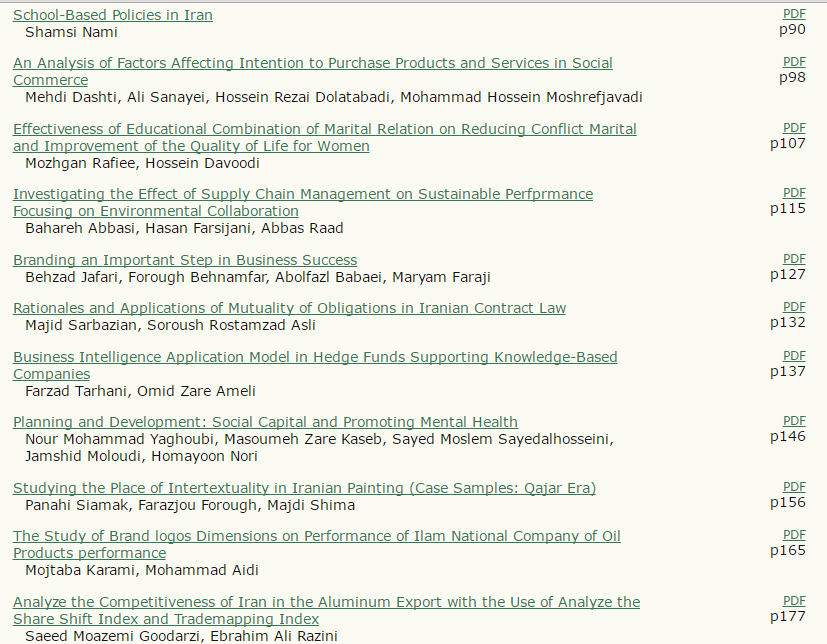 School-Based Policies in Iran PDF
Shamsi Nami p90
An Analysis of Factors Affecting Intention to Purchase Products and Services in Social PDF
Commerce p98
Mehdi Dashti, Ali Sanayei, Hossein Rezai Dolatabadi, Mohammad Hossein Moshrefjavadi
Effectiveness of Educational Combination of Marital Relation on Reducing Conflict Marital PDF
and Improvement of the Quality of Life for Women p107
Mozhgan Rafiee, Hossein Davoodi
Investigating the Effect of Supply Chain Management on Sustainable Perfprmance PDF
Focusing on Environmental Collaboration p115
Bahareh Abbasi, Hasan Farsijani, Abbas Raad
Branding an Important Step in Business Success PDF
Behzad Jafari, Forough Behnamfar, Abolfazl Babaei, Maryam Faraji p127
Rationales and Applications of Mutuality of Obligations in Iranian Contract Law PDF
Majid Sarbazian, Soroush Rostamzad Asli p132
Business Intelligence Application Model in Hedge Funds Supporting Knowledge-Based PDF
Companies p137
Farzad Tarhani, Omid Zare Ameli
Planning and Development: Social Capital and Promoting Mental Health PDF
Nour Mohammad Yaghoubi, Masoumeh Zare Kaseb, Sayed Moslem Sayedalhosseini, p146
Jamshid Moloudi, Homayoon Nori
Studying the Place of Intertextuality in Iranian Painting (Case Samples: Qajar Era) PDF
Panahi Siamak, Farazjou Forough, Majdi Shima p156
The Study of Brand logos Dimensions on Performance of Ilam National Company of Oil PDF
Products performance p165
Mojtaba Karami, Mohammad Aidi
Analyze the Competitiveness of Iran in the Aluminum Export with the Use of Analyze the PDF
Share Shift Index and Trademapping Index p177
Saeed Moazemi Goodarzi, Ebrahim Ali Razini